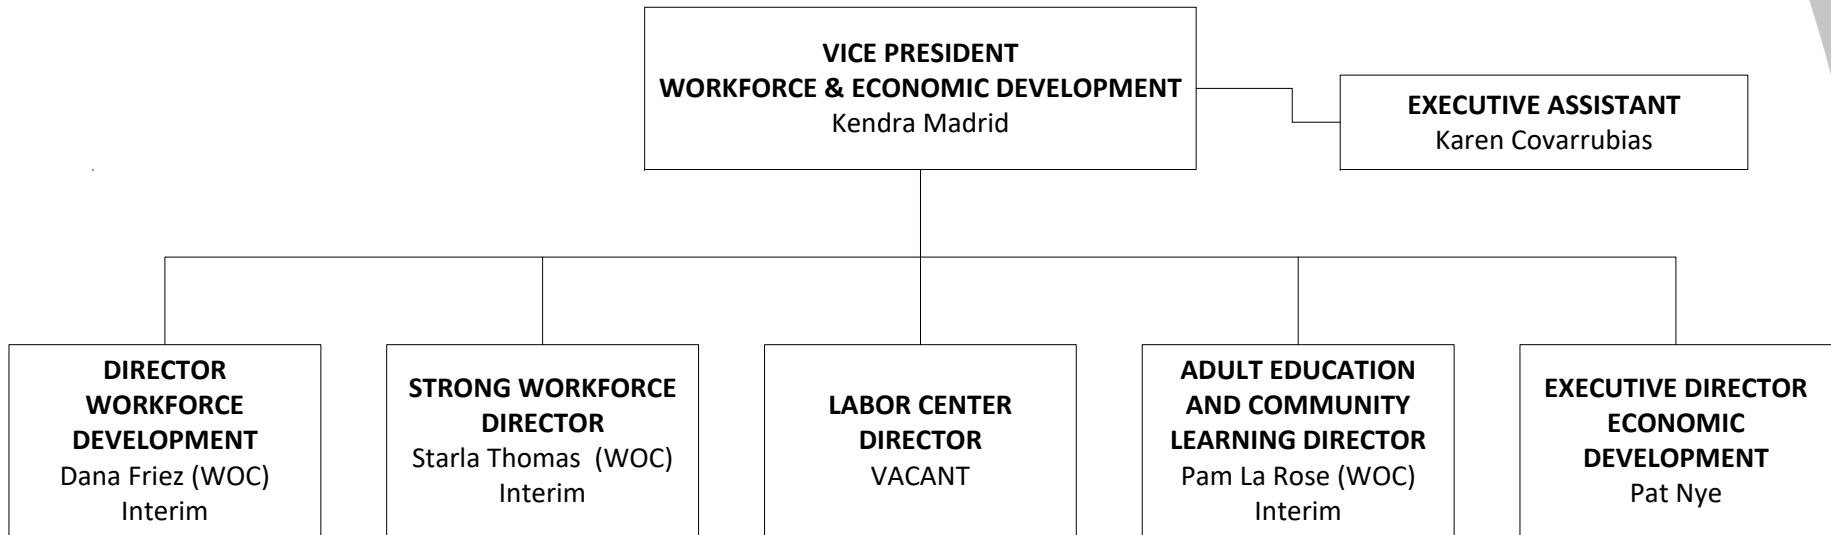 VICE PRESIDENT
WORKFORCE & ECONOMIC DEVELOPMENT
Kendra Madrid
EXECUTIVE ASSISTANT
Karen Covarrubias
DIRECTOR
WORKFORCE
DEVELOPMENT
Dana Friez (WOC)
Interim
STRONG WORKFORCE
DIRECTOR
Starla Thomas  (WOC)
Interim
LABOR CENTER
DIRECTOR
VACANT
ADULT EDUCATION
AND COMMUNITY
LEARNING DIRECTOR
Pam La Rose (WOC)
Interim
EXECUTIVE DIRECTOR
ECONOMIC
DEVELOPMENT
Pat Nye